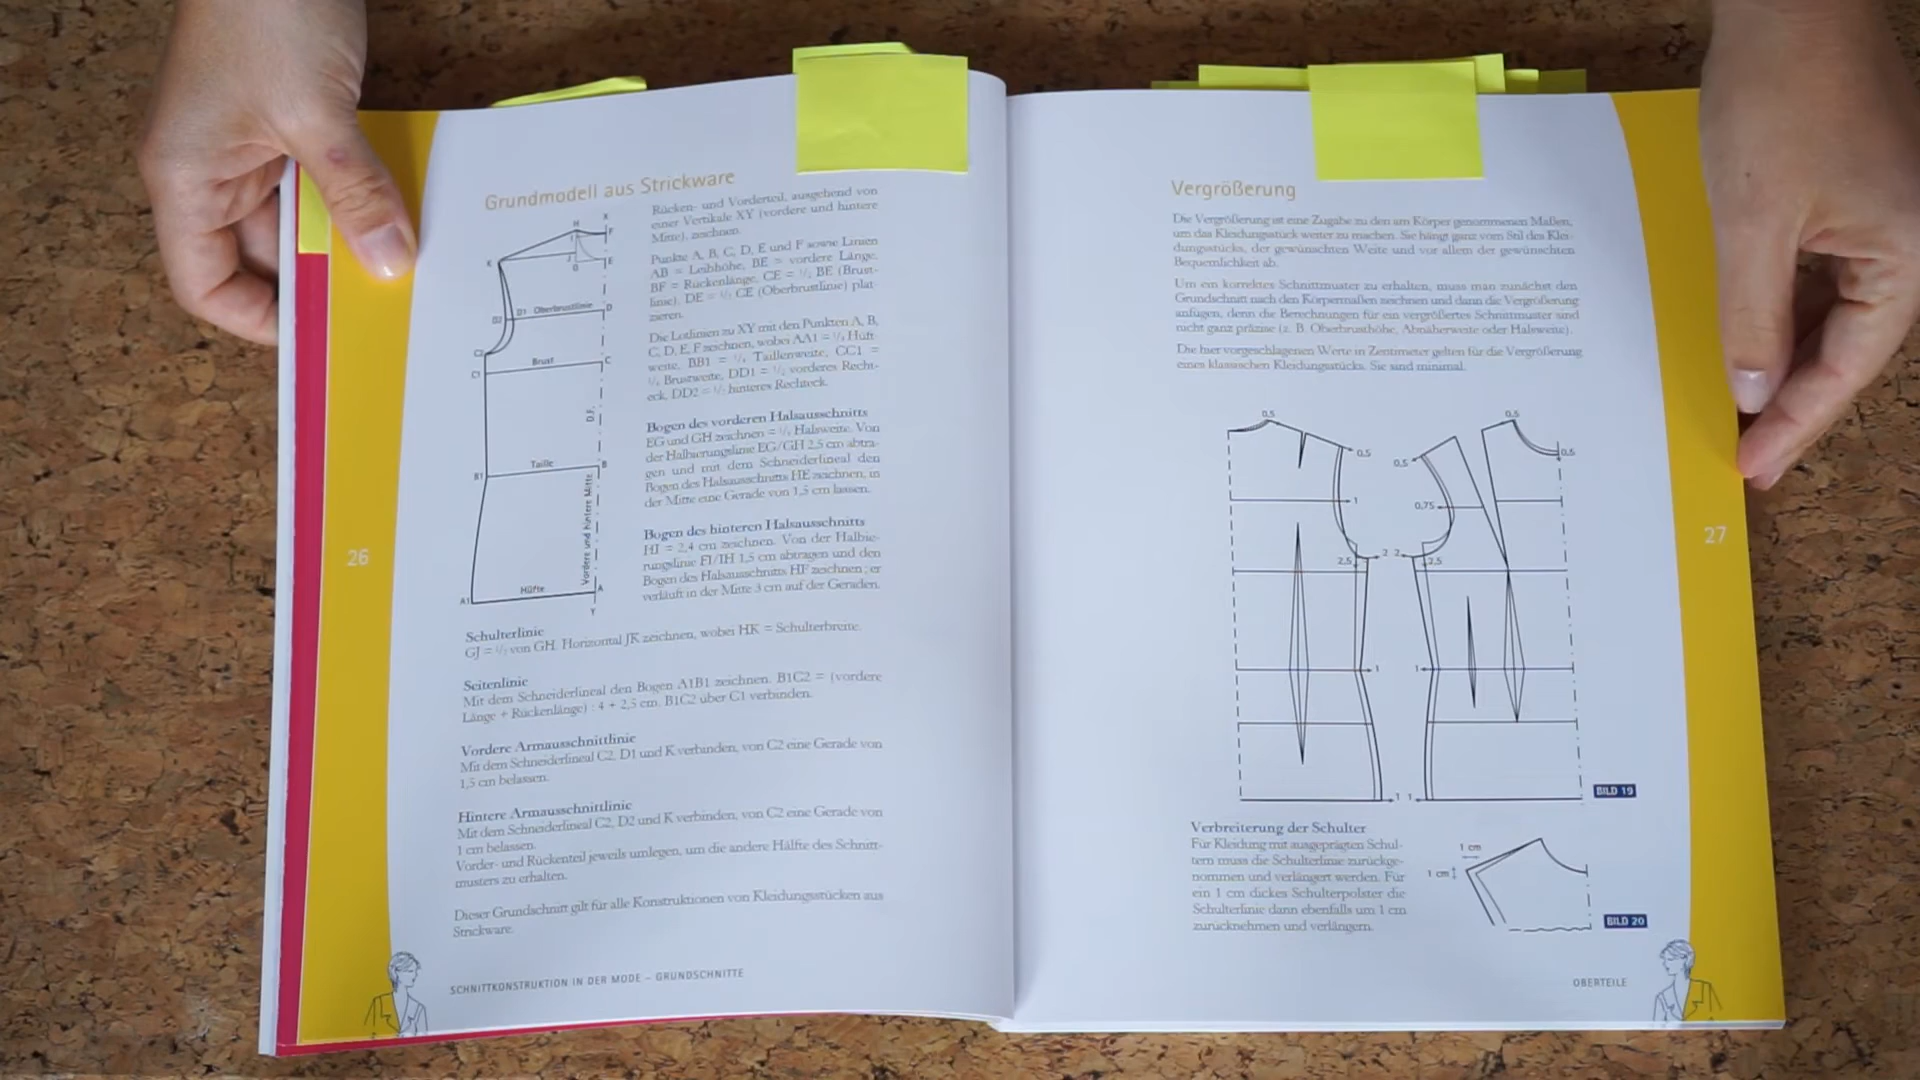 Grundmodell aus Strickware
Rücken- und Vorderteil, ausgehend von
einer Vertikale XY (vordere und hintere
Mitte), zeichnen.
Punkte A, B, C, D, E und F sowie Linien
AB = Leibhöhe, BE = vordere Länge,
BF = Rückenlänge, CE = ½ BE (Brust-
linie), DE = ⅓ CE (Oberbrustlinie) plat-
zieren.
Die Lotlinien zu XY mit den Punkten A, B,
C, D, E, F zeichnen, wobei AA1 = ¼ Hüft-
weite, BB1 = ¼ Taillenweite, CC1 =
¼ Brustweite, DD1 = ½ vorderes Recht-
eck, DD2 = ½ hinteres Rechteck.
Bogen des vorderen Halsausschnitts
EG und GH zeichnen = Halsweite. Von
der Halbierungslinie EG/GH 2,5 cm abtra-
gen und mit dem Schneiderlineal den
Bogen des Halsausschnitts HE zeichnen, in
der Mitte eine Gerade von 1,5 cm lassen.
Bogen des hinteren Halsausschnitts
HI = 2,4 cm zeichnen. Von der Halbie-
rungslinie FI/IH 1,5 cm abtragen und den
Bogen des Halsausschnitts HF zeichnen; er
verläuft in der Mitte 3 cm auf der Geraden.
X
H
F
I
K
J
E
G
D2
D1
Oberbrustlinie
D
C2
C1
Brust
C
D.F.
B1
Taille
B
Vordere und hintere Mitte
A1
Hüfte
A
Y
Schulterlinie
GJ = ½ von GH. Horizontal JK zeichnen, wobei HK = Schulterbreite.
Seitenlinie
Mit dem Schneiderlineal den Bogen A1B1 zeichnen. B1C2 = (vordere
Länge + Rückenlänge) : 4 + 2,5 cm. B1C2 über C1 verbinden.
Vordere Armausschnittlinie
Mit dem Schneiderlineal C2, D1 und K verbinden, von C2 eine Gerade von
1,5 cm belassen.
Hintere Armausschnittlinie
Mit dem Schneiderlineal C2, D2 und K verbinden, von C2 eine Gerade von
1 cm belassen.
Vorder- und Rückenteil jeweils umlegen, um die andere Hälfte des Schnitt-
musters zu erhalten.
Dieser Grundschnitt gilt für alle Konstruktionen von Kleidungsstücken aus
Strickware.
26
SCHNITTKONSTRUKTION IN DER MODE – GRUNDSCHNITTE
Vergrößerung
Die Vergrößerung ist eine Zugabe zu den am Körper genommenen Maßen,
um das Kleidungsstück weiter zu machen. Sie hängt ganz vom Stil des Klei-
dungsstücks, der gewünschten Weite und vor allem der gewünschten
Bequemlichkeit ab.
Um ein korrektes Schnittmuster zu erhalten, muss man zunächst den
Grundschnitt nach den Körpermaßen zeichnen und dann die Vergrößerung
anfügen, denn die Berechnungen für ein vergrößertes Schnittmuster sind
nicht ganz präzise (z. B. Oberbrusthöhe, Abnäherweite oder Halsweite).
Die hier vorgeschlagenen Werte in Zentimeter gelten für die Vergrößerung
eines klassischen Kleidungsstücks. Sie sind minimal.
0,5
0,5
0,5
0,5
0,5
1
0,75
2,5
2
2
2,5
1
1
1
1
BILD 19
Verbreiterung der Schulter
Für Kleidung mit ausgeprägten Schul-
tern muss die Schulterlinie zurückge-
nommen und verlängert werden. Für
ein 1 cm dickes Schulterpolster die
Schulterlinie dann ebenfalls um 1 cm
zurücknehmen und verlängern.
1 cm
1 cm
BILD 20
27
OBERTEILE